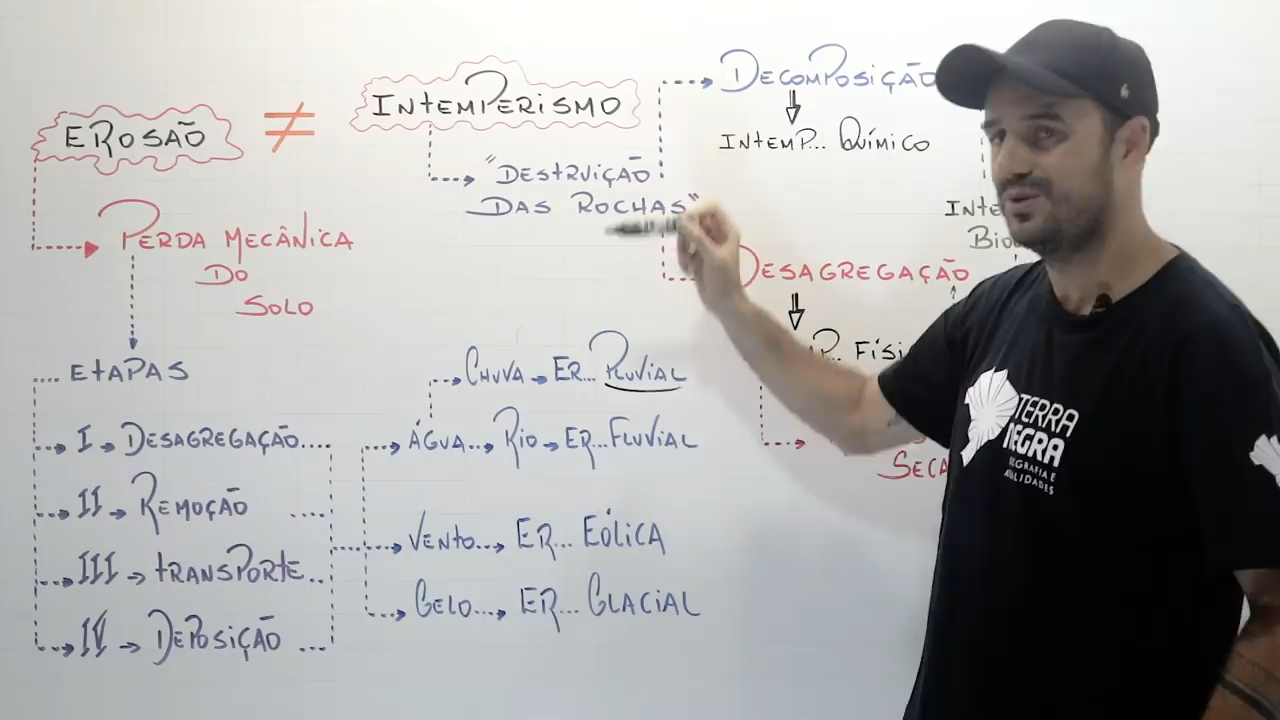 EROSÃO ≠ INTEMPERISMO
PERDA MECÂNICA
DO
SOLO
ETAPAS
I → DESAGREGAÇÃO....
II → REMOÇÃO ....
III → TRANSPORTE..
IV → DEPOSIÇÃO ...
"DESTRUIÇÃO
DAS ROCHAS"
CHUVA → ER... PLUVIAL
ÁGUA..→ RIO → ER...FLUVIAL
VENTO...→ ER... EÓLICA
GELO...→ ER... GLACIAL
DECOMPOSIÇÃO
INTEMP... QUÍMICO
DESAGREGAÇÃO
TERRA
NEGRA